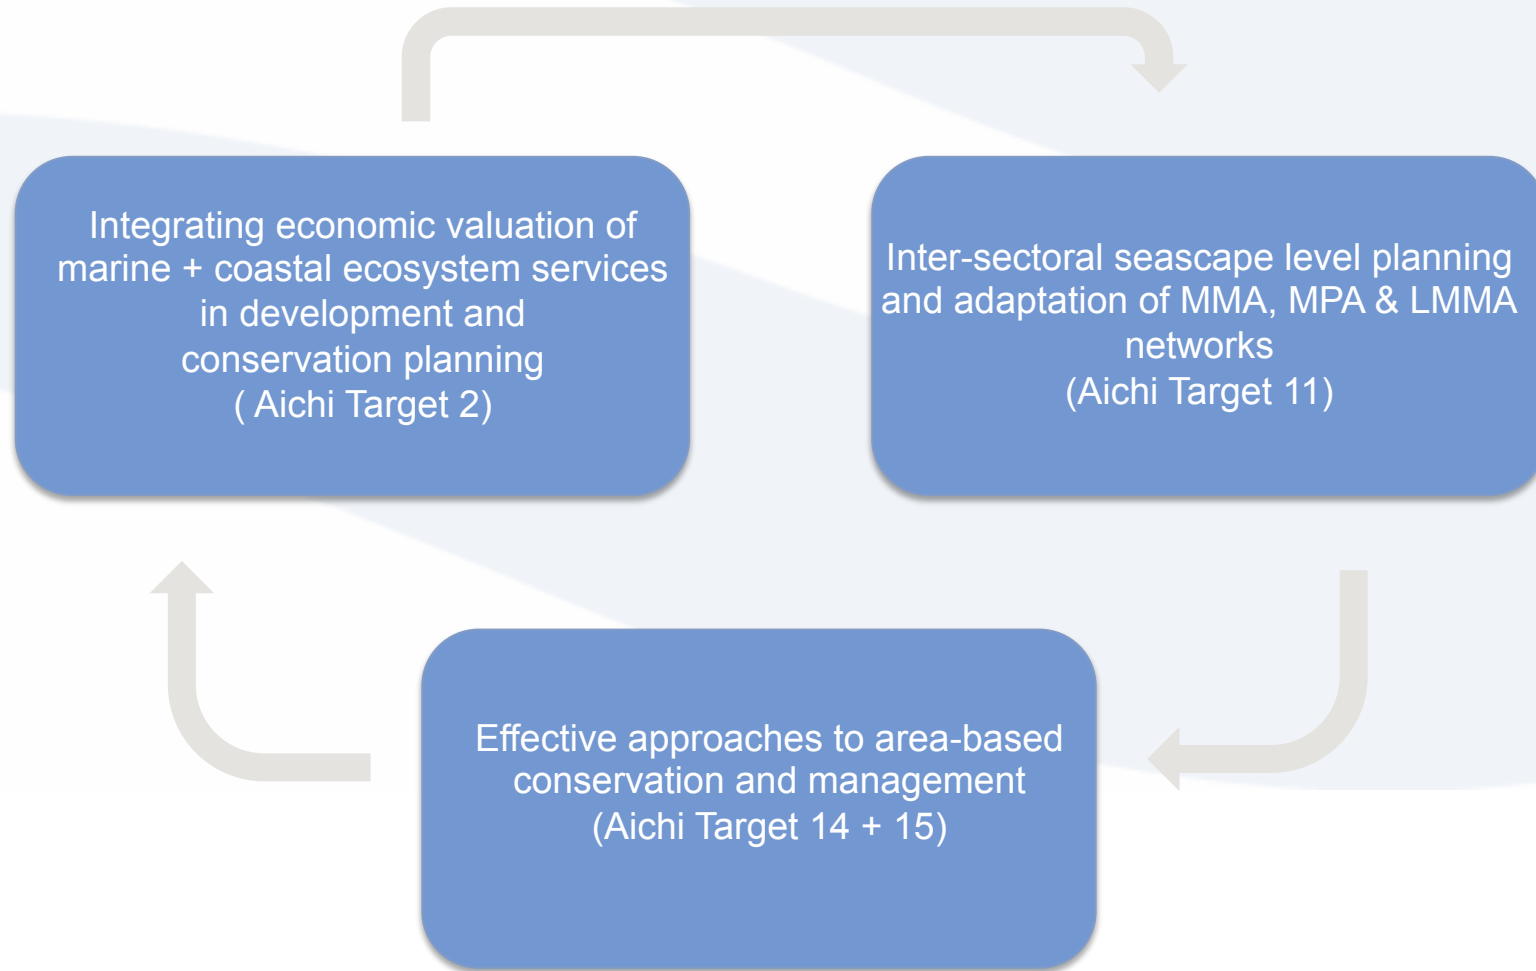 Integrating economic valuation of
marine + coastal ecosystem services
in development and
conservation planning
( Aichi Target 2)
Inter-sectoral seascape level planning
and adaptation of MMA, MPA & LMMA
networks
(Aichi Target 11)
Effective approaches to area-based
conservation and management
(Aichi Target 14 + 15)